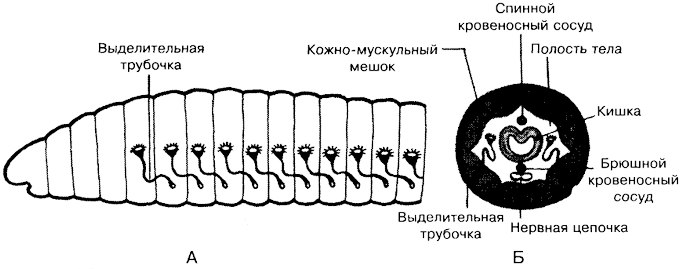 Спинной
кровеносный сосуд
Выделительная
трубочка
Кожно-мускульный
мешок
Полость тела
Кишка
Брюшной
кровеносный
сосуд
Выделительная
трубочка
Нервная цепочка
А
Б